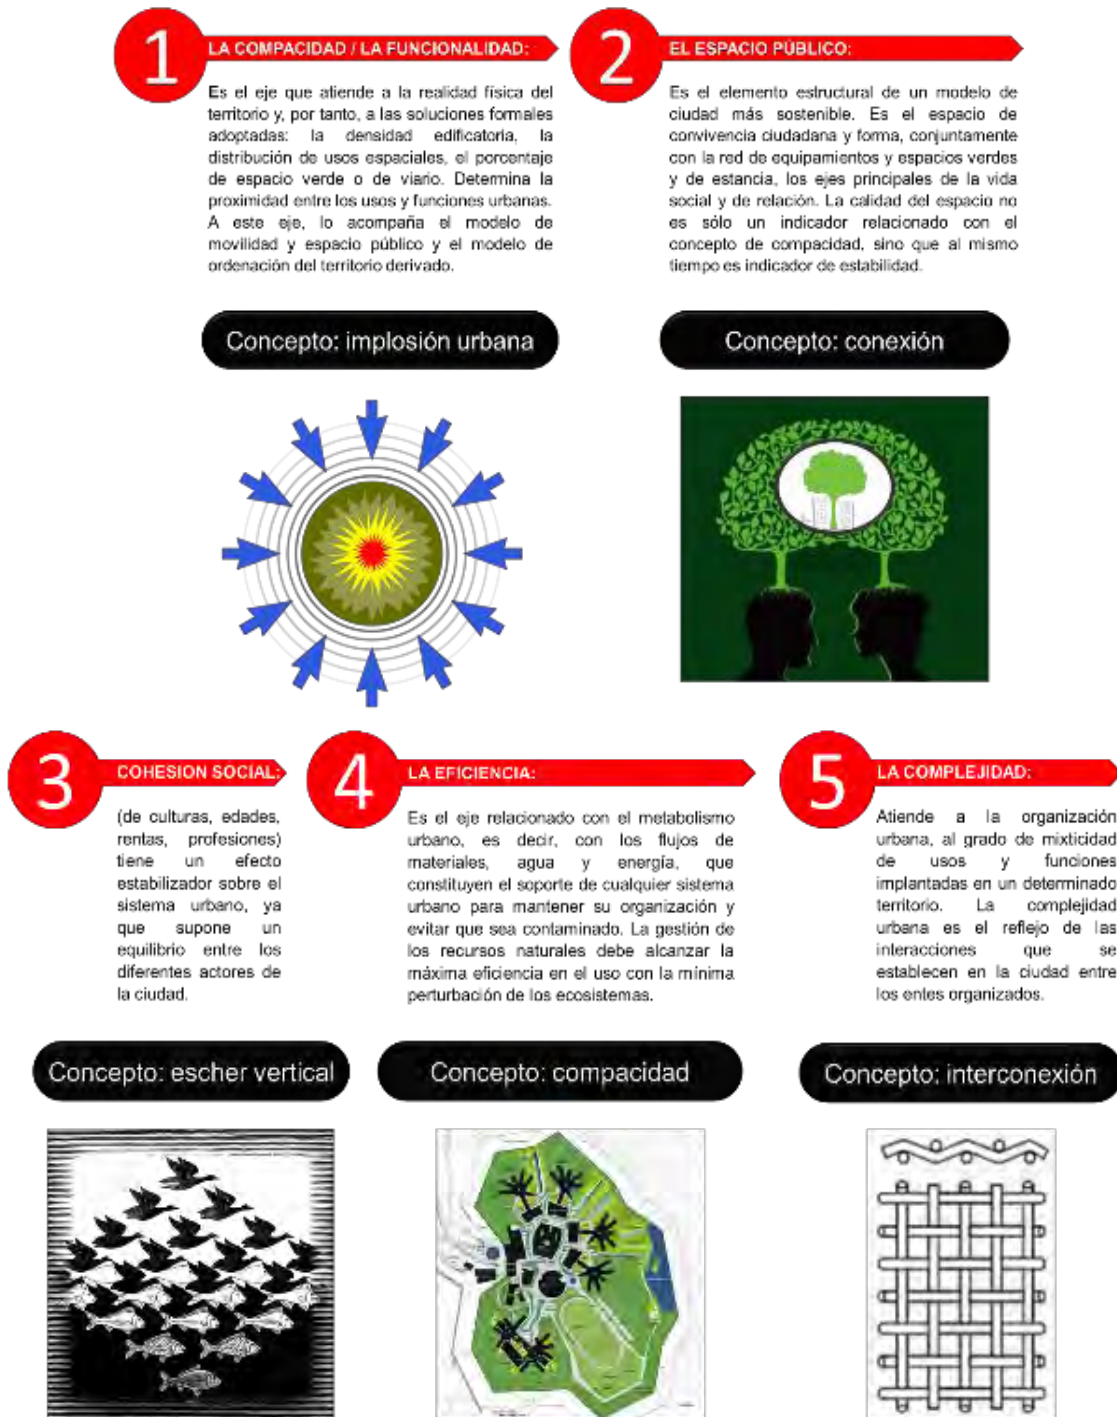 1
LA COMPACIDAD / LA FUNCIONALIDAD:
Es el eje que atiende a la realidad física del
territorio y, por tanto, a las soluciones formales
adoptadas: la densidad edificatoria, la
distribución de usos espaciales, el porcentaje
de espacio verde o de viario. Determina la
proximidad entre los usos y funciones urbanas.
A este eje, lo acompaña el modelo de
movilidad y espacio público y el modelo de
ordenación del territorio derivado.
Concepto: implosión urbana
2
EL ESPACIO PÚBLICO:
Es el elemento estructural de un modelo de
ciudad más sostenible. Es el espacio de
convivencia ciudadana y forma, conjuntamente
con la red de equipamientos y espacios verdes
y de estancia, los ejes principales de la vida
social y de relación. La calidad del espacio no
es sólo un indicador relacionado con el
concepto de compacidad, sino que al mismo
tiempo es indicador de estabilidad.
Concepto: conexión
3
COHESION SOCIAL:
(de culturas, edades,
rentas, profesiones)
tiene un efecto
estabilizador sobre el
sistema urbano, ya
que supone un
equilibrio entre los
diferentes actores de
la ciudad.
Concepto: escher vertical
4
LA EFICIENCIA:
Es el eje relacionado con el metabolismo
urbano, es decir, con los flujos de
materiales, agua y energía, que
constituyen el soporte de cualquier sistema
urbano para mantener su organización y
evitar que sea contaminado. La gestión de
los recursos naturales debe alcanzar la
máxima eficiencia en el uso con la mínima
perturbación de los ecosistemas.
Concepto: compacidad
5
LA COMPLEJIDAD:
Atiende a la organización
urbana, al grado de mixticidad
de usos y funciones
implantadas en un determinado
territorio. La complejidad
urbana es el reflejo de las
interacciones que se
establecen en la ciudad entre
los entes organizados.
Concepto: interconexión